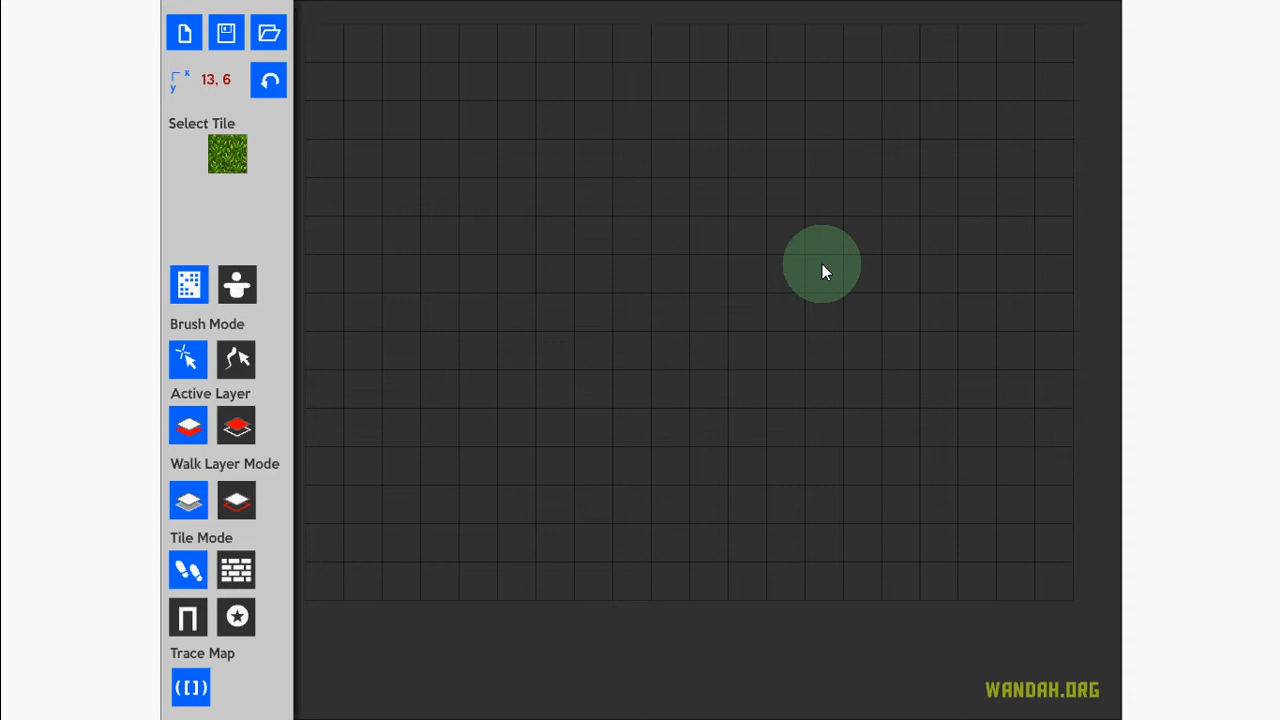 x
y
13, 6
Select Tile
Brush Mode
Active Layer
Walk Layer Mode
Tile Mode
Trace Map
([])
WANDAH.ORG